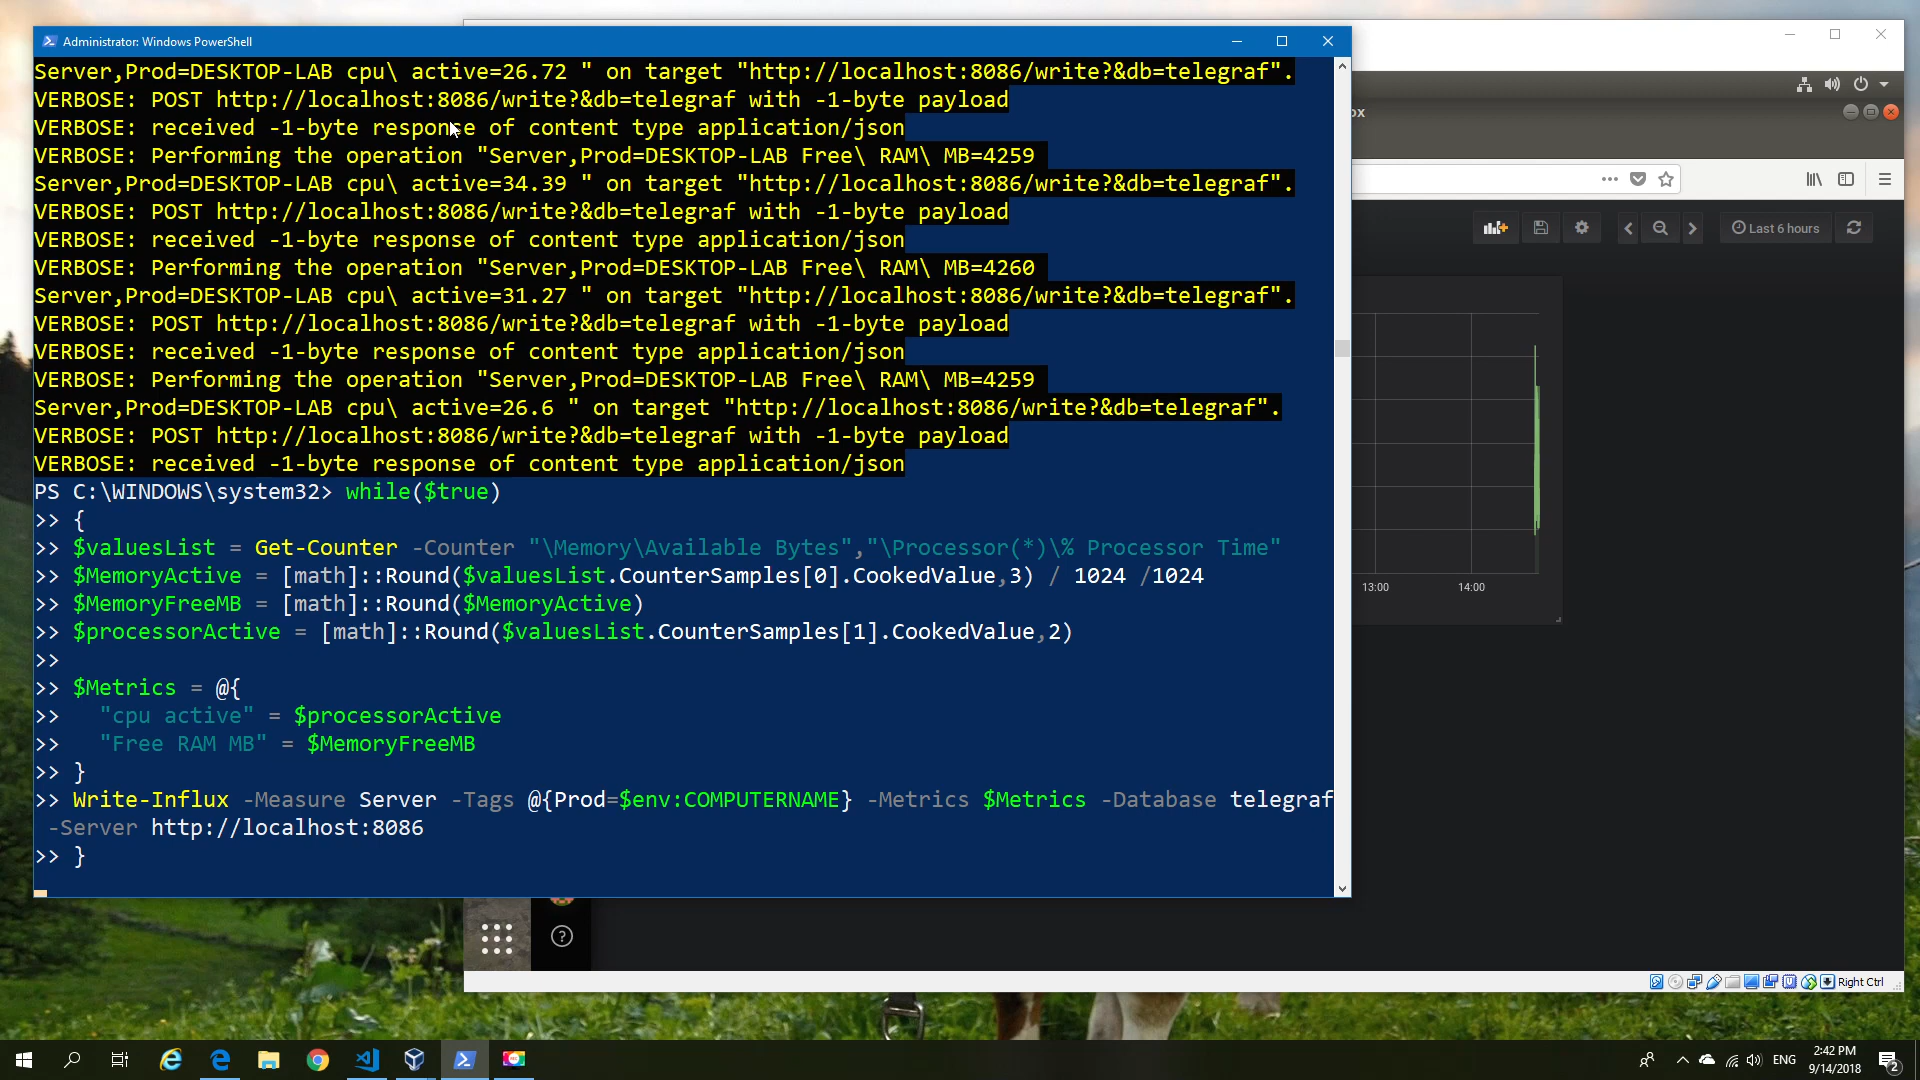 Administrator: Windows PowerShell
Server,Prod=DESKTOP-LAB cpu\ active=26.72 " on target "http://localhost:8086/write?&db=telegraf".
VERBOSE: POST http://localhost:8086/write?&db=telegraf with -1-byte payload
VERBOSE: received -1-byte response of content type application/json
VERBOSE: Performing the operation "Server,Prod=DESKTOP-LAB Free\ RAM\ MB=4259
Server,Prod=DESKTOP-LAB cpu\ active=34.39 " on target "http://localhost:8086/write?&db=telegraf".
VERBOSE: POST http://localhost:8086/write?&db=telegraf with -1-byte payload
VERBOSE: received -1-byte response of content type application/json
VERBOSE: Performing the operation "Server,Prod=DESKTOP-LAB Free\ RAM\ MB=4260
Server,Prod=DESKTOP-LAB cpu\ active=31.27 " on target "http://localhost:8086/write?&db=telegraf".
VERBOSE: POST http://localhost:8086/write?&db=telegraf with -1-byte payload
VERBOSE: received -1-byte response of content type application/json
VERBOSE: Performing the operation "Server,Prod=DESKTOP-LAB Free\ RAM\ MB=4259
Server,Prod=DESKTOP-LAB cpu\ active=26.6 " on target "http://localhost:8086/write?&db=telegraf".
VERBOSE: POST http://localhost:8086/write?&db=telegraf with -1-byte payload
VERBOSE: received -1-byte response of content type application/json
PS C:\WINDOWS\system32> while($true)
>> {
>> $valuesList = Get-Counter -Counter "\Memory\Available Bytes","\Processor(*)\% Processor Time"
>> $MemoryActive = [math]::Round($valuesList.CounterSamples[0].CookedValue,3) / 1024 /1024
>> $MemoryFreeMB = [math]::Round($MemoryActive)
>> $processorActive = [math]::Round($valuesList.CounterSamples[1].CookedValue,2)
>>
>> $Metrics = @{
>>   "cpu active" = $processorActive
>>   "Free RAM MB" = $MemoryFreeMB
>> }
>> Write-Influx -Measure Server -Tags @{Prod=$env:COMPUTERNAME} -Metrics $Metrics -Database telegraf
 -Server http://localhost:8086
>> }
ox
Last 6 hours
13:00 14:00
Right Ctrl
ENG
2:42 PM
9/14/2018
2